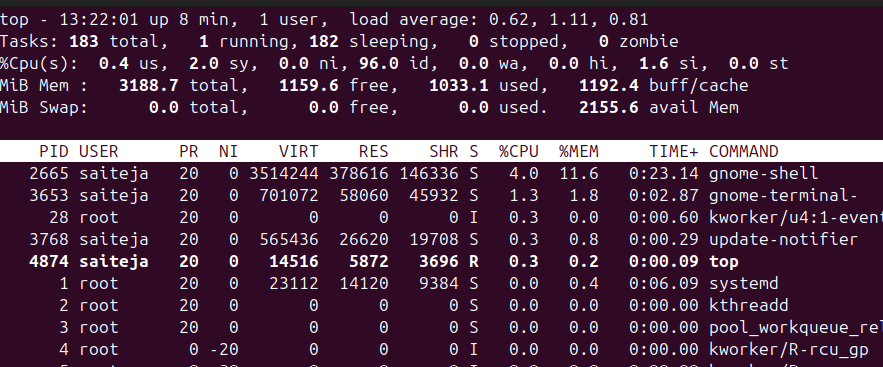 top - 13:22:01 up 8 min,  1 user,  load average: 0.62, 1.11, 0.81
Tasks: 183 total,   1 running, 182 sleeping,   0 stopped,   0 zombie
%Cpu(s):  0.4 us,  2.0 sy,  0.0 ni, 96.0 id,  0.0 wa,  0.0 hi,  1.6 si,  0.0 st
MiB Mem :   3188.7 total,   1159.6 free,   1033.1 used,   1192.4 buff/cache
MiB Swap:      0.0 total,      0.0 free,      0.0 used.   2155.6 avail Mem
PID USER      PR  NI    VIRT    RES    SHR S  %CPU  %MEM     TIME+ COMMAND
2665 saiteja   20   0 3514244 378616 146336 S   4.0  11.6   0:23.14 gnome-shell
3653 saiteja   20   0  701072  58060  45932 S   1.3   1.8   0:02.87 gnome-terminal-
28 root      20   0       0      0      0 I   0.3   0.0   0:00.60 kworker/u4:1-event
3768 saiteja   20   0  565436  26620  19708 S   0.3   0.8   0:00.29 update-notifier
4874 saiteja   20   0   14516   5872   3696 R   0.3   0.2   0:00.09 top
1 root      20   0   23112  14120   9384 S   0.0   0.4   0:06.09 systemd
2 root      20   0       0      0      0 S   0.0   0.0   0:00.00 kthreadd
3 root      20   0       0      0      0 S   0.0   0.0   0:00.00 pool_workqueue_rel
4 root       0 -20       0      0      0 I   0.0   0.0   0:00.00 kworker/R-rcu_gp